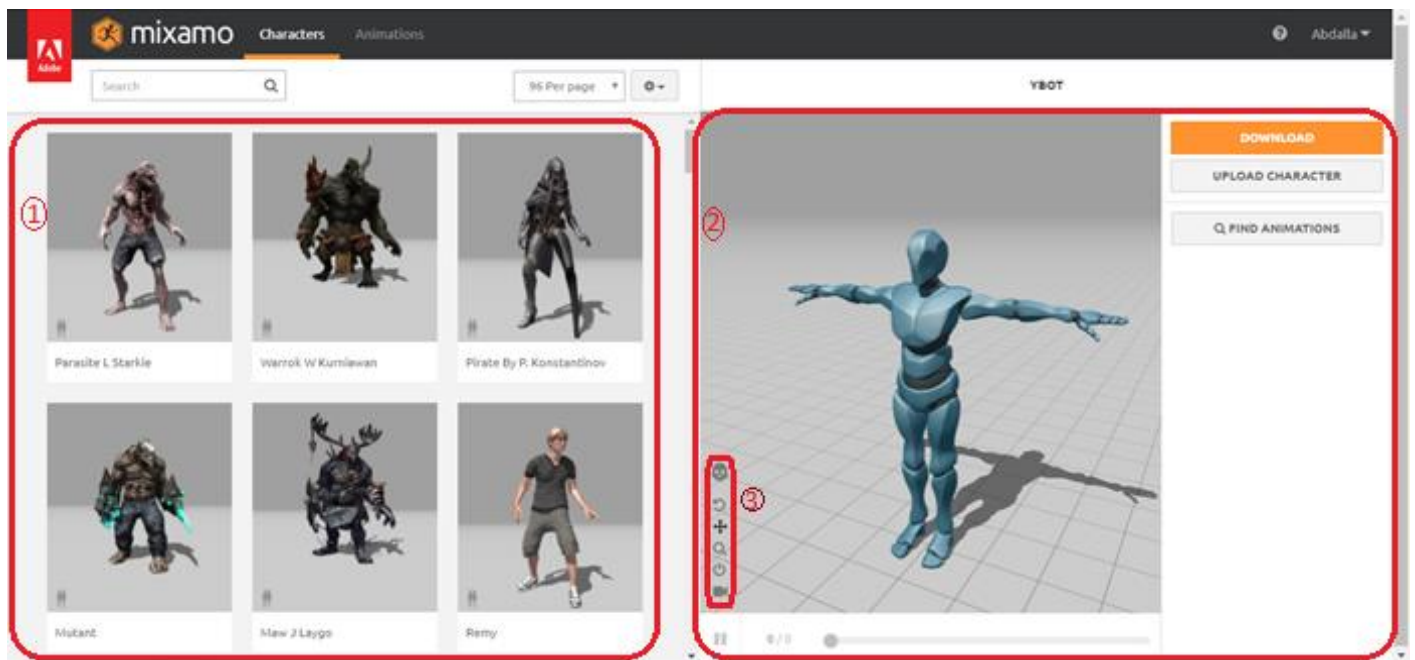 Adobe
mixamo Characters Animations
Abdalla
Search
96 Per page
YBOT
①
Parasite L Starkie
Warrok W Kurniawan
Pirate By P. Konstantinov
Mutant
Maw J Laygo
Remy
②
DOWNLOAD
UPLOAD CHARACTER
FIND ANIMATIONS
③
0 / 0